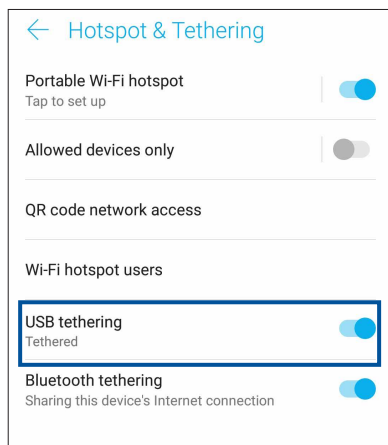 Hotspot & Tethering
Portable Wi-Fi hotspot
Tap to set up
Allowed devices only
QR code network access
Wi-Fi hotspot users
USB tethering
Tethered
Bluetooth tethering
Sharing this device's Internet connection